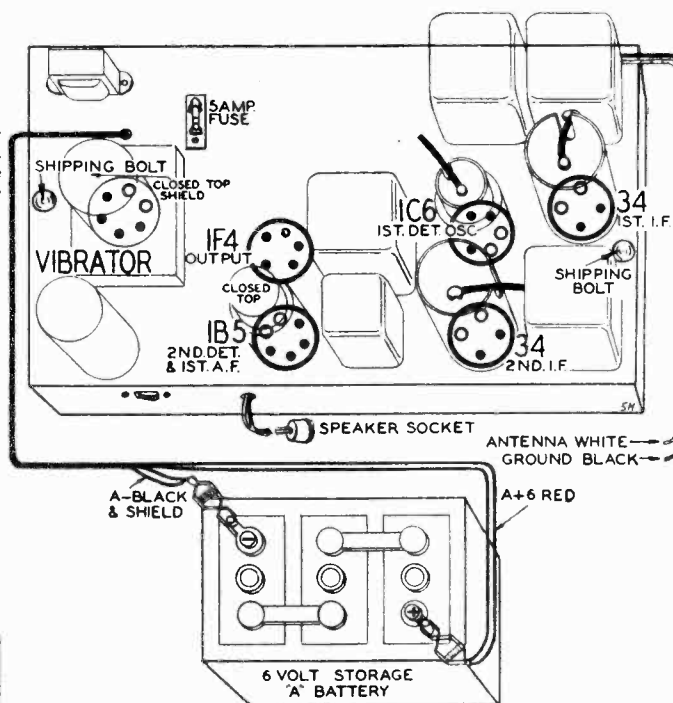 5AMP.
FUSE
SHIPPING BOLT
CLOSED TOP
SHIELD
VIBRATOR
1F4
OUTPUT
CLOSED
TOP
1B5
2ND. DET.
& 1ST. A.F.
1C6
1ST. DET. OSC.
34
1ST. I.F.
SHIPPING
BOLT
34
2ND. I.F.
SM
SPEAKER SOCKET
ANTENNA WHITE
GROUND BLACK
A-BLACK
& SHIELD
A+6 RED
6 VOLT STORAGE
"A" BATTERY